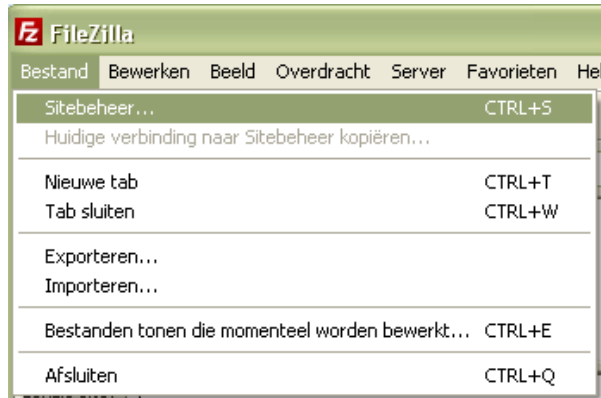 Fz FileZilla
Bestand Bewerken Beeld Overdracht Server Favorieten
Sitebeheer... CTRL+S
Huidige verbinding naar Sitebeheer kopiëren...
Nieuwe tab CTRL+T
Tab sluiten CTRL+W
Exporteren...
Importeren...
Bestanden tonen die momenteel worden bewerkt... CTRL+E
Afsluiten CTRL+Q